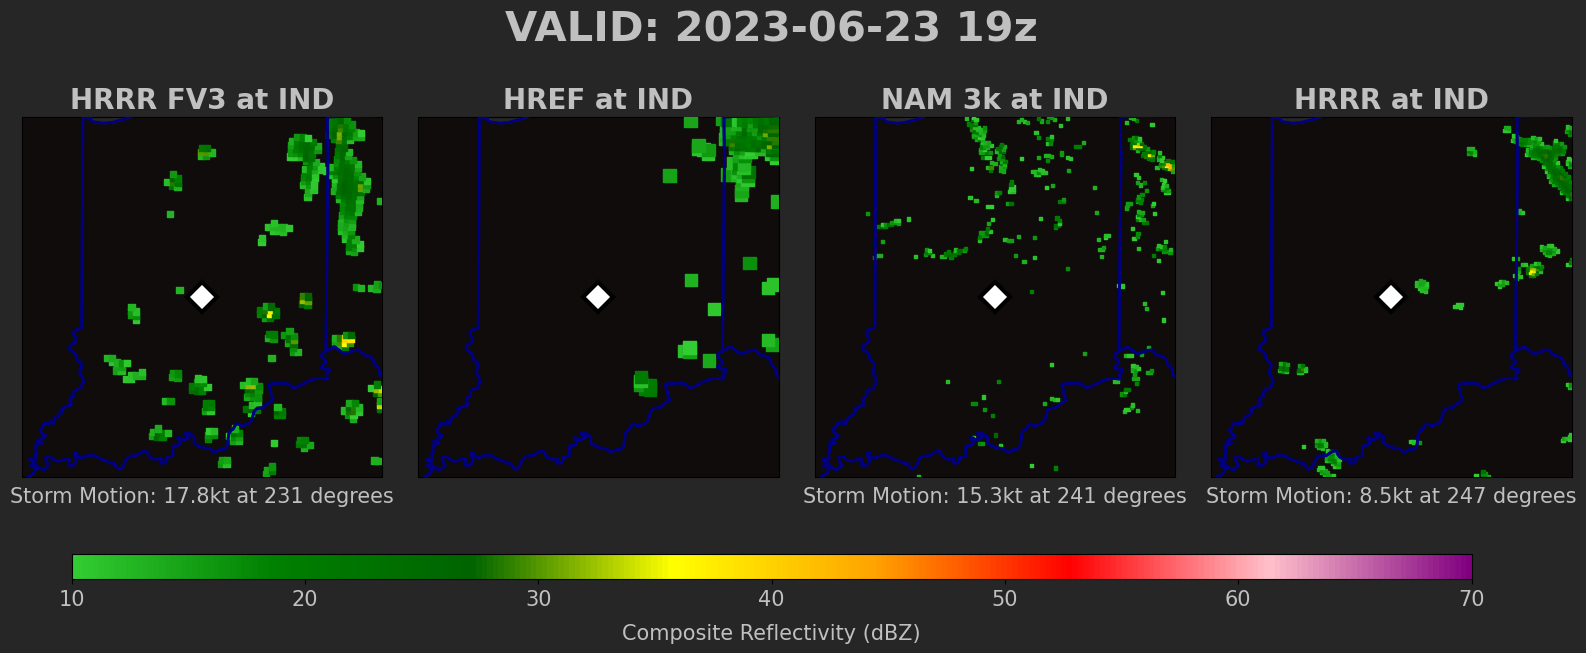 VALID: 2023-06-23 19z
HRRR FV3 at IND
HREF at IND
NAM 3k at IND
HRRR at IND
Storm Motion: 17.8kt at 231 degrees
Storm Motion: 15.3kt at 241 degrees
Storm Motion: 8.5kt at 247 degrees
10 20 30 40 50 60 70
Composite Reflectivity (dBZ)